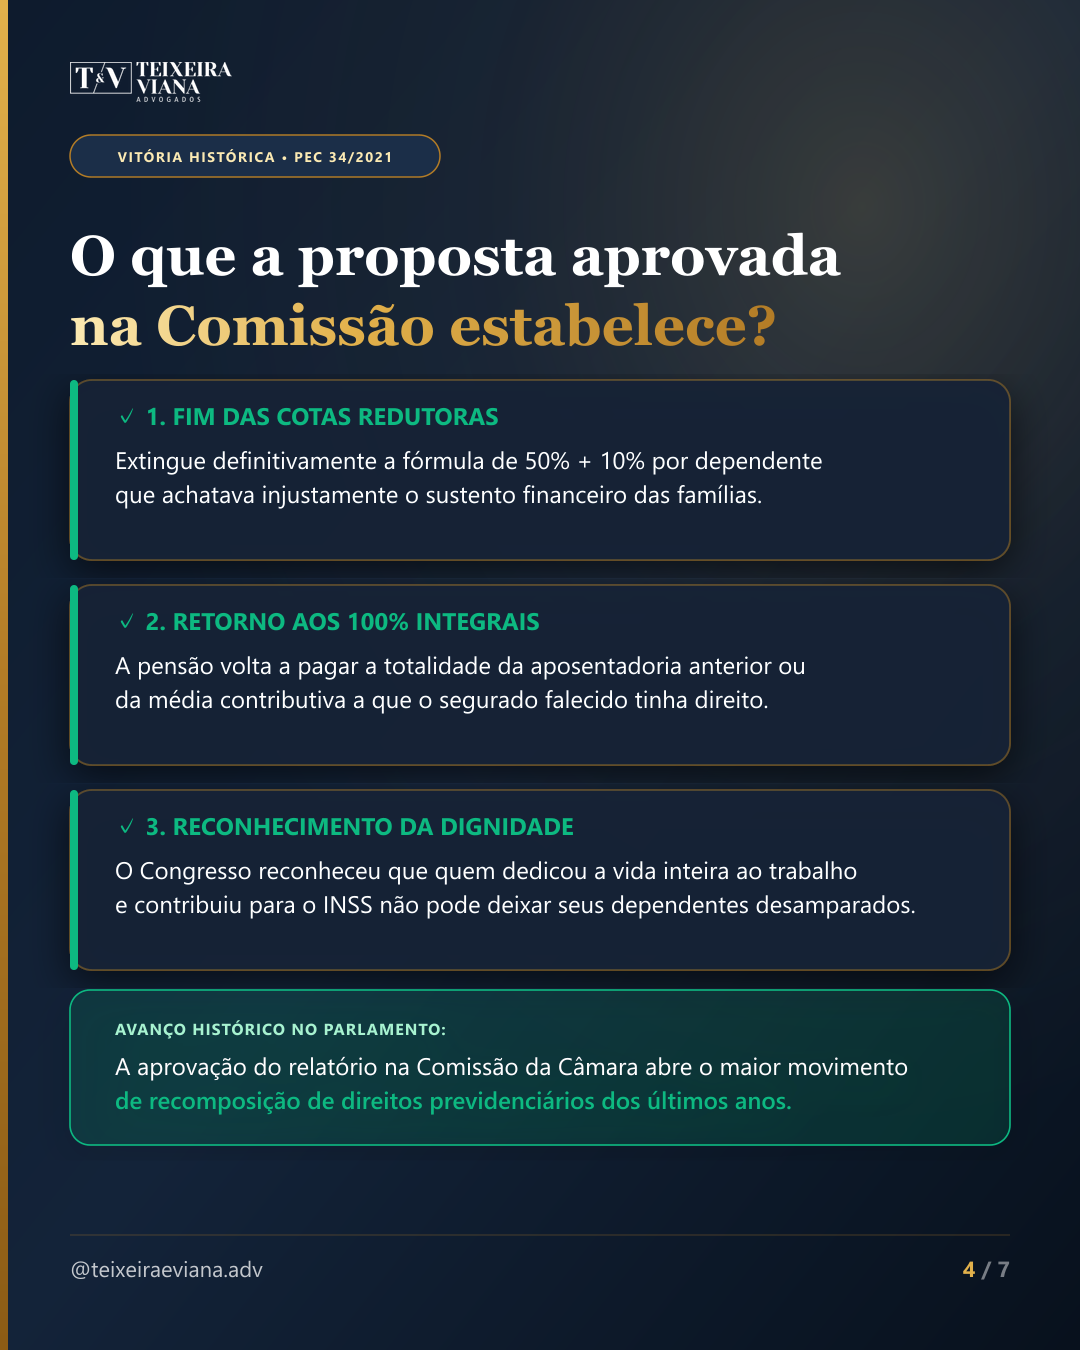 T&V TEIXEIRA
VIANA
ADVOGADOS
VITÓRIA HISTÓRICA • PEC 34/2021
O que a proposta aprovada
na Comissão estabelece?
✓ 1. FIM DAS COTAS REDUTORAS
Extingue definitivamente a fórmula de 50% + 10% por dependente
que achatava injustamente o sustento financeiro das famílias.
✓ 2. RETORNO AOS 100% INTEGRAIS
A pensão volta a pagar a totalidade da aposentadoria anterior ou
da média contributiva a que o segurado falecido tinha direito.
✓ 3. RECONHECIMENTO DA DIGNIDADE
O Congresso reconheceu que quem dedicou a vida inteira ao trabalho
e contribuiu para o INSS não pode deixar seus dependentes desamparados.
AVANÇO HISTÓRICO NO PARLAMENTO:
A aprovação do relatório na Comissão da Câmara abre o maior movimento
de recomposição de direitos previdenciários dos últimos anos.
@teixeiraeviana.adv
4 / 7